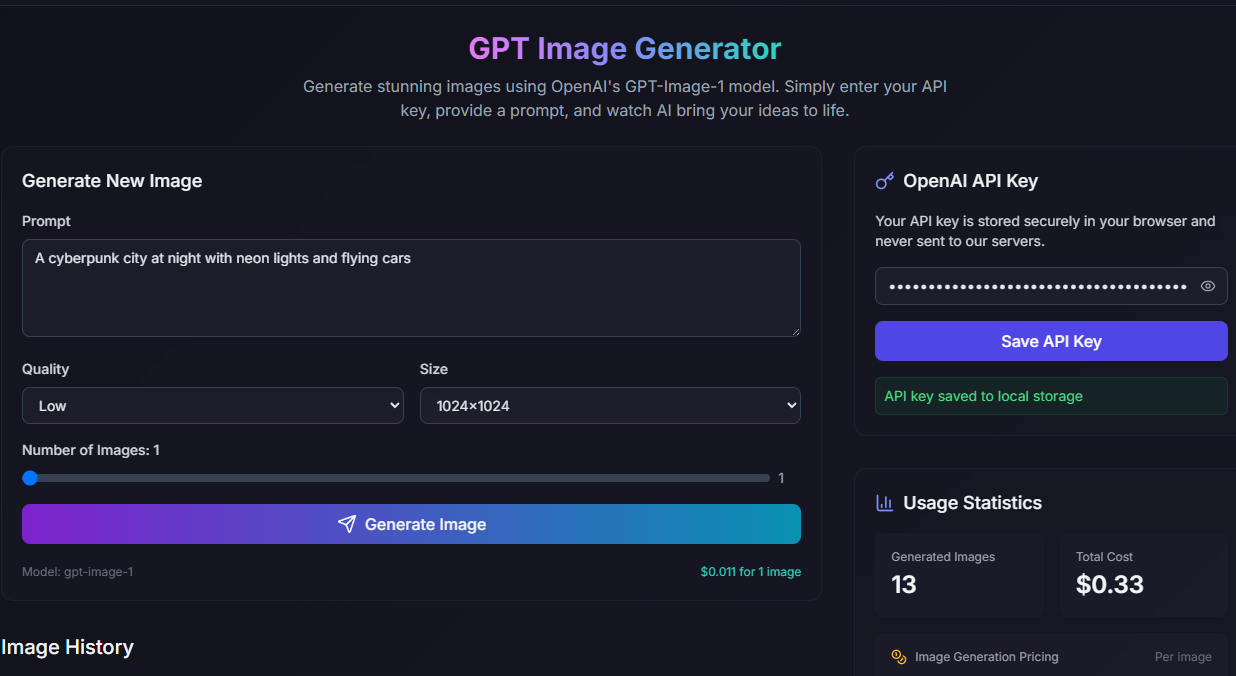 GPT Image Generator
Generate stunning images using OpenAI's GPT-Image-1 model. Simply enter your API
key, provide a prompt, and watch AI bring your ideas to life.
Generate New Image
Prompt
A cyberpunk city at night with neon lights and flying cars
Quality
Size
Low
1024×1024
Number of Images: 1
1
Generate Image
Model: gpt-image-1
$0.011 for 1 image
Image History
OpenAI API Key
Your API key is stored securely in your browser and
never sent to our servers.
Save API Key
API key saved to local storage
Usage Statistics
Generated Images
13
Total Cost
$0.33
Image Generation Pricing
Per image